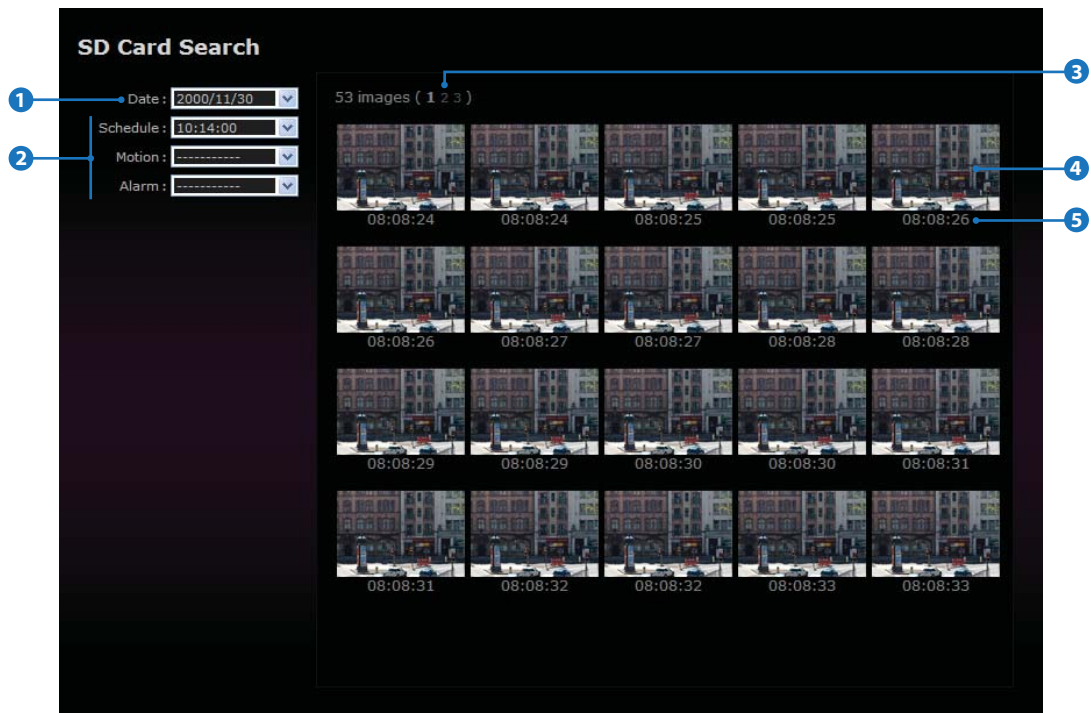 SD Card Search
1 Date : 2000/11/30
2 Schedule : 10:14:00
Motion : -----------
Alarm : -----------
53 images ( 1 2 3 ) 3
4
08:08:24 08:08:24 08:08:25 08:08:25 08:08:26 5
08:08:26 08:08:27 08:08:27 08:08:28 08:08:28
08:08:29 08:08:29 08:08:30 08:08:30 08:08:31
08:08:31 08:08:32 08:08:32 08:08:33 08:08:33